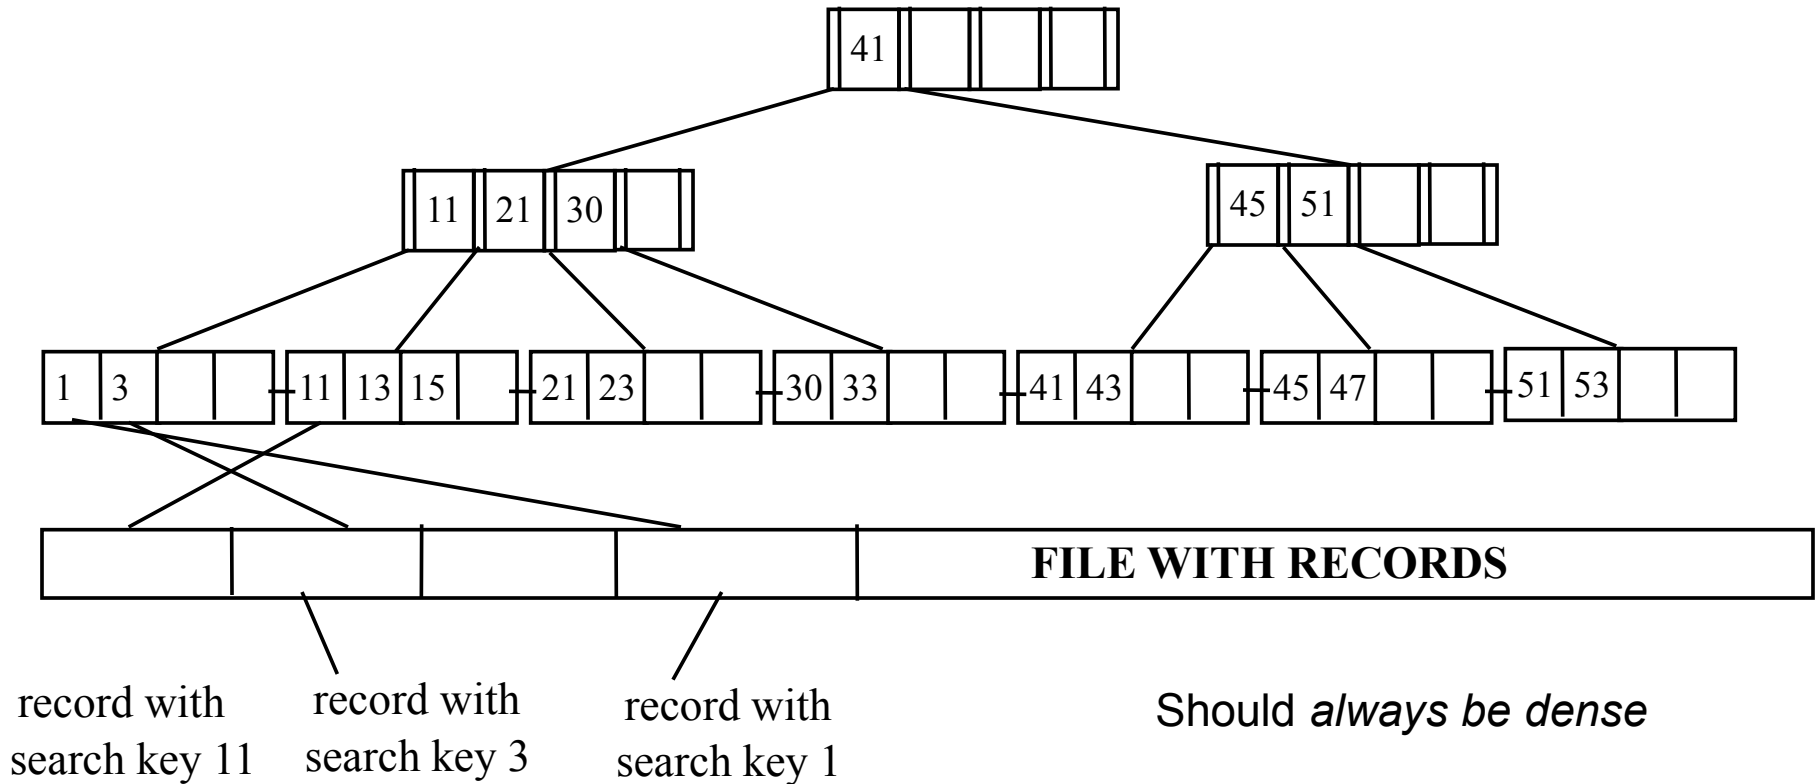 41
11 21 30
45 51
1 3
11 13 15
21 23
30 33
41 43
45 47
51 53
FILE WITH RECORDS
record with
search key 11
record with
search key 3
record with
search key 1
Should always be dense